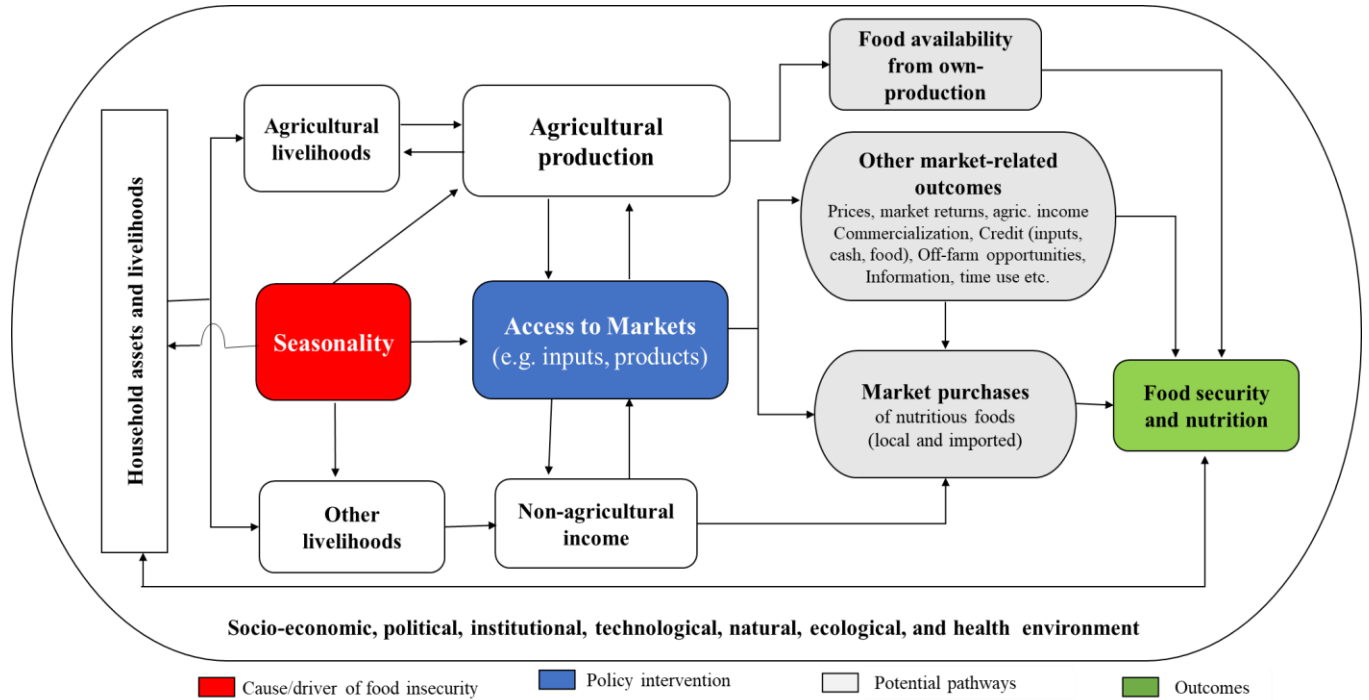 Household assets and livelihoods
Agricultural
livelihoods
Agricultural
production
Food availability
from own-
production
Other market-related
outcomes
Prices, market returns, agric. income
Commercialization, Credit (inputs,
cash, food), Off-farm opportunities,
Information, time use etc.
Seasonality
Access to Markets
(e.g. inputs, products)
Market purchases
of nutritious foods
(local and imported)
Food security
and nutrition
Other
livelihoods
Non-agricultural
income
Socio-economic, political, institutional, technological, natural, ecological, and health environment
Cause/driver of food insecurity
Policy intervention
Potential pathways
Outcomes